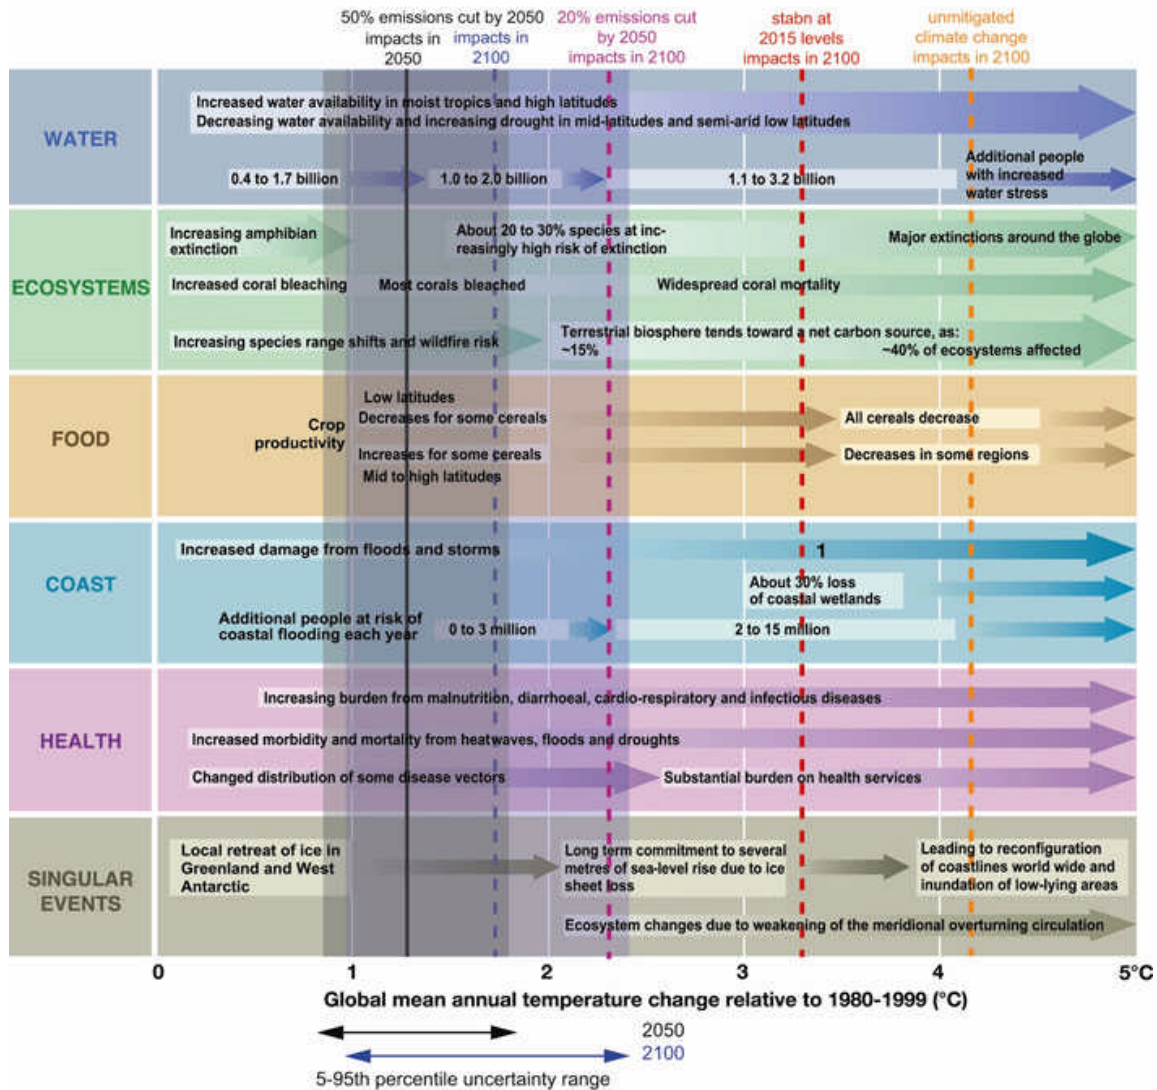 50% emissions cut by 2050
impacts in
2050
impacts in
2100
20% emissions cut
by 2050
impacts in 2100
stabn at
2015 levels
impacts in 2100
unmitigated
climate change
impacts in 2100
WATER
Increased water availability in moist tropics and high latitudes
Decreasing water availability and increasing drought in mid-latitudes and semi-arid low latitudes
0.4 to 1.7 billion
1.0 to 2.0 billion
1.1 to 3.2 billion
Additional people
with increased
water stress
ECOSYSTEMS
Increasing amphibian
extinction
About 20 to 30% species at inc-
reasingly high risk of extinction
Major extinctions around the globe
Increased coral bleaching
Most corals bleached
Widespread coral mortality
Increasing species range shifts and wildfire risk
Terrestrial biosphere tends toward a net carbon source, as:
~15%
~40% of ecosystems affected
FOOD
Crop
productivity
Low latitudes
Decreases for some cereals
All cereals decrease
Increases for some cereals
Decreases in some regions
Mid to high latitudes
COAST
Increased damage from floods and storms
1
About 30% loss
of coastal wetlands
Additional people at risk of
coastal flooding each year
0 to 3 million
2 to 15 million
HEALTH
Increasing burden from malnutrition, diarrhoeal, cardio-respiratory and infectious diseases
Increased morbidity and mortality from heatwaves, floods and droughts
Changed distribution of some disease vectors
Substantial burden on health services
SINGULAR
EVENTS
Local retreat of ice in
Greenland and West
Antarctic
Long term commitment to several
metres of sea-level rise due to ice
sheet loss
Leading to reconfiguration
of coastlines world wide and
inundation of low-lying areas
Ecosystem changes due to weakening of the meridional overturning circulation
0 1 2 3 4 5°C
Global mean annual temperature change relative to 1980-1999 (°C)
2050
2100
5-95th percentile uncertainty range